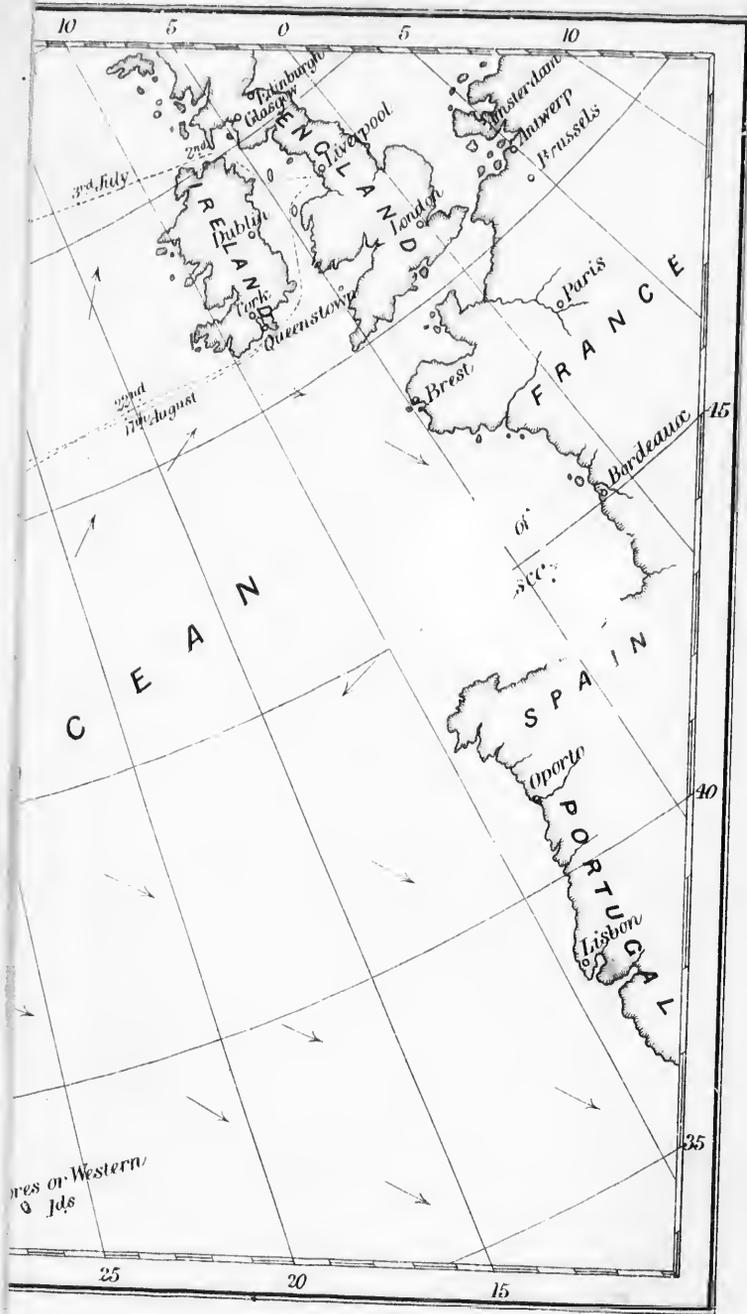 10 5 0 5 10
Edinburgh
Glasgow
ENGLAND
Liverpool
London
Amsterdam
Antwerp
Brussels
2nd
3rd July
IRELAND
Dublin
Cork
Queenstown
Paris
FRANCE
Brest
22nd
17th August
45
Bordeaux
OF
CEAN
SPAIN
Oporto
40
PORTUGAL
Lisbon
35
ores or Western
Ids
25 20 15